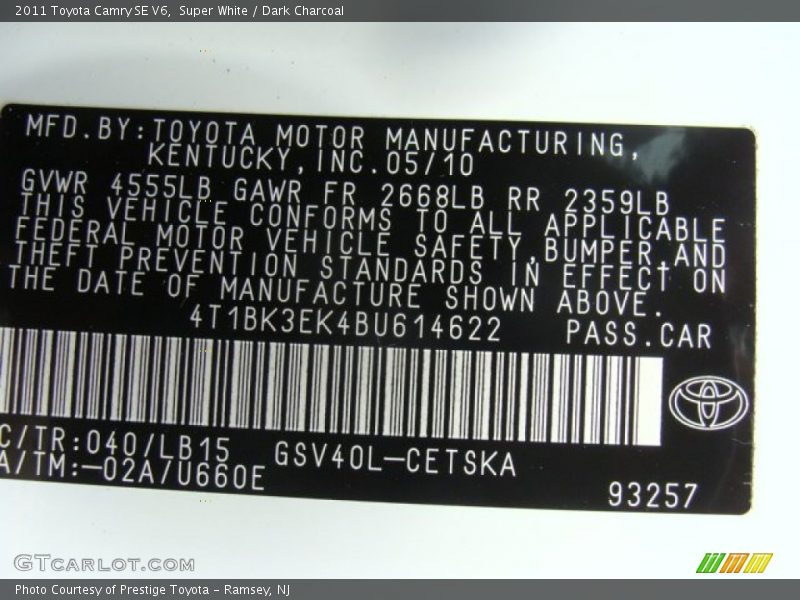 2011 Toyota Camry SE V6,  Super White / Dark Charcoal
MFD.BY:TOYOTA MOTOR MANUFACTURING,
KENTUCKY,INC.05/10
GVWR 4555LB GAWR FR 2668LB RR 2359LB
THIS VEHICLE CONFORMS TO ALL APPLICABLE
FEDERAL MOTOR VEHICLE SAFETY,BUMPER,AND
THEFT PREVENTION STANDARDS IN EFFECT ON
THE DATE OF MANUFACTURE SHOWN ABOVE.
4T1BK3EK4BU614622 PASS.CAR
C/TR:040/LB15 GSV40L-CETSKA
A/TM:-02A/U660E
93257
GTCARLOT.COM
Photo Courtesy of Prestige Toyota - Ramsey, NJ